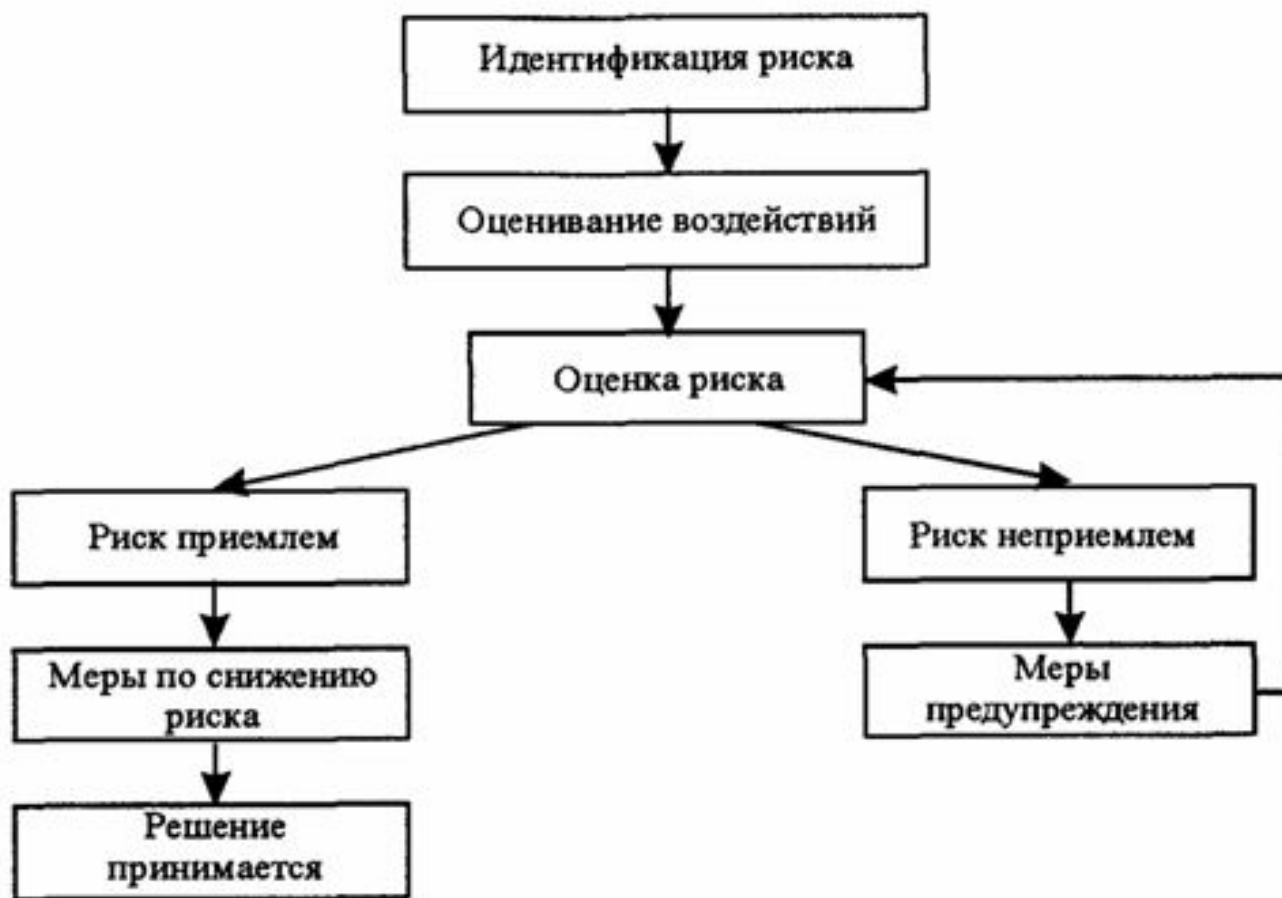 Идентификация риска
Оценивание воздействий
Оценка риска
Риск приемлем
Риск неприемлем
Меры по снижению
риска
Меры
предупреждения
Решение
принимается